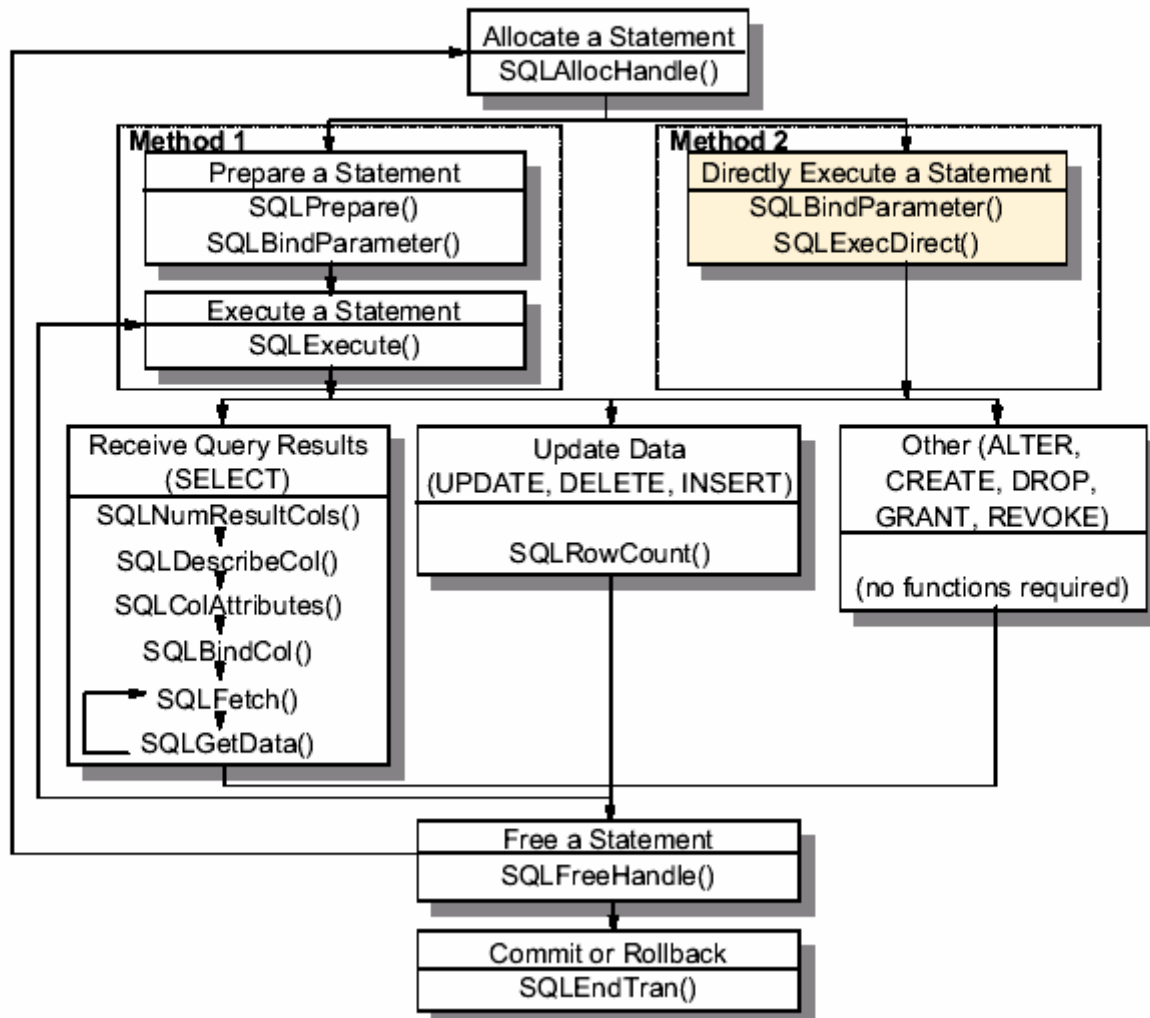 Allocate a Statement
SQLAllocHandle()
Method 1
Prepare a Statement
SQLPrepare()
SQLBindParameter()
Execute a Statement
SQLExecute()
Method 2
Directly Execute a Statement
SQLBindParameter()
SQLExecDirect()
Receive Query Results
(SELECT)
SQLNumResultCols()
SQLDescribeCol()
SQLColAttributes()
SQLBindCol()
SQLFetch()
SQLGetData()
Update Data
(UPDATE, DELETE, INSERT)
SQLRowCount()
Other (ALTER,
CREATE, DROP,
GRANT, REVOKE)
(no functions required)
Free a Statement
SQLFreeHandle()
Commit or Rollback
SQLEndTran()